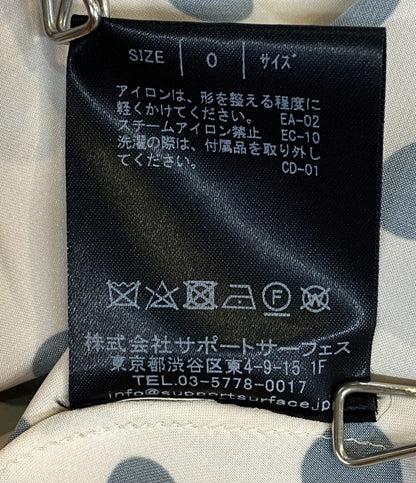 SIZE | 0 | サイズ
アイロンは、形を整える程度に
軽くかけてください。 EA-02
スチームアイロン禁止 EC-10
洗濯の際は、付属品を取り外し
てください。 CD-01
F W
株式会社サポートサーフェス
東京都渋谷区東4-9-15 1F
TEL.03-5778-0017
info@supportsurface.jp